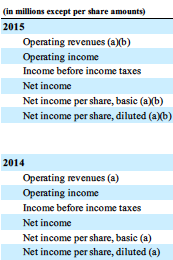 (in millions except per share amounts)
2015
Operating revenues (a)(b)
Operating income
Income before income taxes
Net income
Net income per share, basic (a)(b)
Net income per share, diluted (a)(b)
2014
Operating revenues (a)
Operating income
Income before income taxes
Net income
Net income per share, basic (a)
Net income per share, diluted (a)